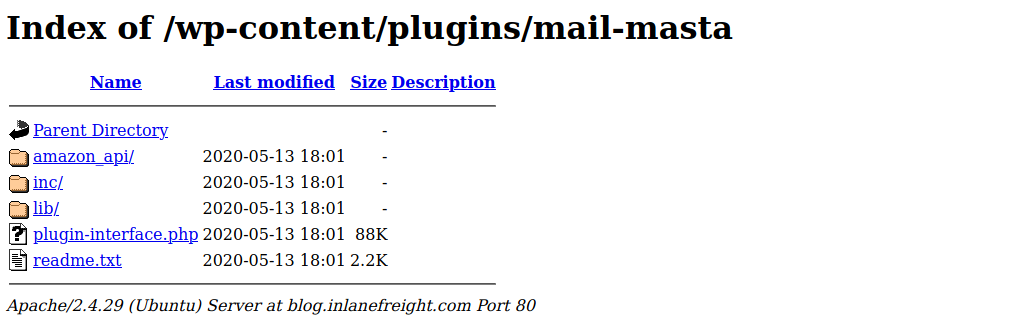 Index of /wp-content/plugins/mail-masta
Name Last modified Size Description
Parent Directory -
amazon_api/ 2020-05-13 18:01 -
inc/ 2020-05-13 18:01 -
lib/ 2020-05-13 18:01 -
plugin-interface.php 2020-05-13 18:01 88K
readme.txt 2020-05-13 18:01 2.2K
Apache/2.4.29 (Ubuntu) Server at blog.inlanefreight.com Port 80